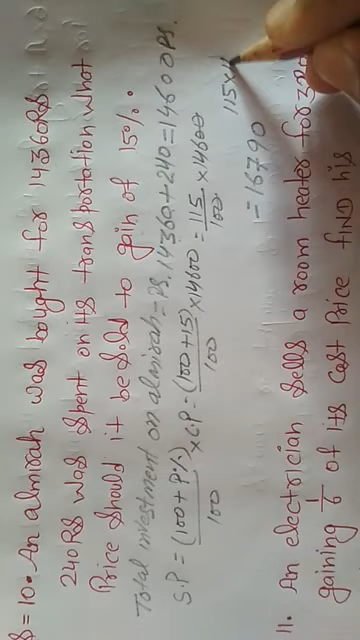 = 10. An almirah was bought for 14360RS
240RS was spent on its transportation what
Price should it be sold to gain of 15%.
Total investment on almirah = RS. 14360+240=14600RS.
S.P = (100+P%)/100 × C.P = (100+15)/100 ×14600 = 115/100 ×14600
115×
= 16790
11. An electrician sells a room heater for
gaining 1/6 of its cost price find his